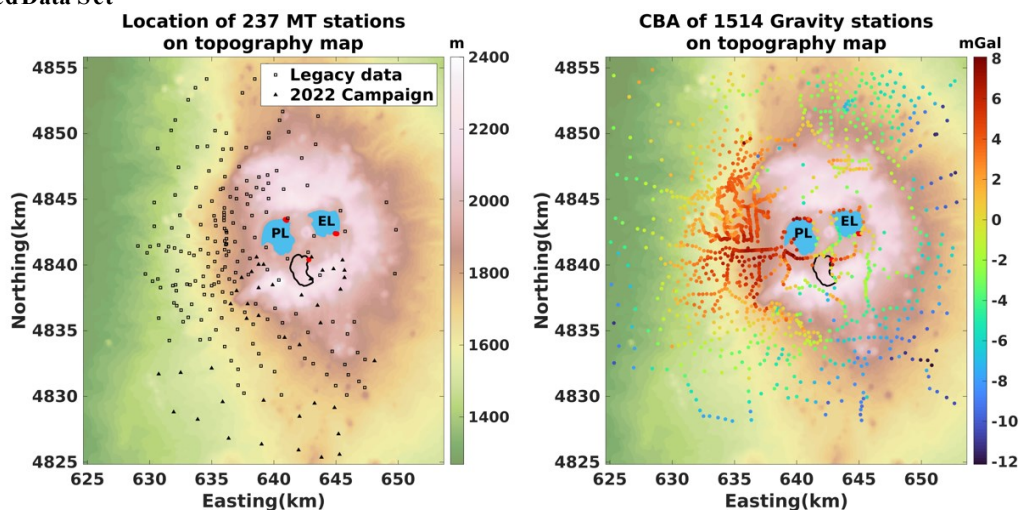 ed Data Set
Location of 237 MT stations
on topography map
m
Legacy data
2022 Campaign
EL
PL
4855
4850
4845
4840
4835
4830
4825
Northing(km)
625
630
635
640
645
650
Easting(km)
2400
2200
2000
1800
1600
1400
CBA of 1514 Gravity stations
on topography map
mGal
EL
PL
4855
4850
4845
4840
4835
4830
4825
Northing(km)
625
630
635
640
645
650
Easting(km)
8
6
4
2
0
-2
-4
-6
-8
-10
-12